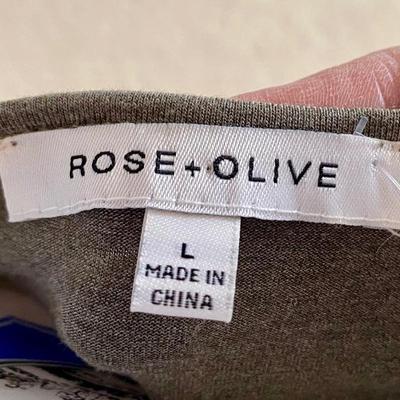 ROSE + OLIVE
L
MADE IN
CHINA